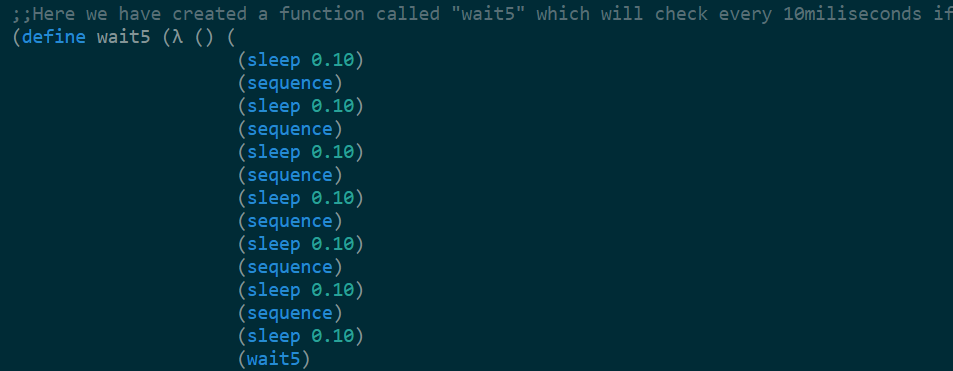 ;;Here we have created a function called "wait5" which will check every 10miliseconds if
(define wait5 (λ () (
(sleep 0.10)
(sequence)
(sleep 0.10)
(sequence)
(sleep 0.10)
(sequence)
(sleep 0.10)
(sequence)
(sleep 0.10)
(sequence)
(sleep 0.10)
(sequence)
(sleep 0.10)
(wait5)